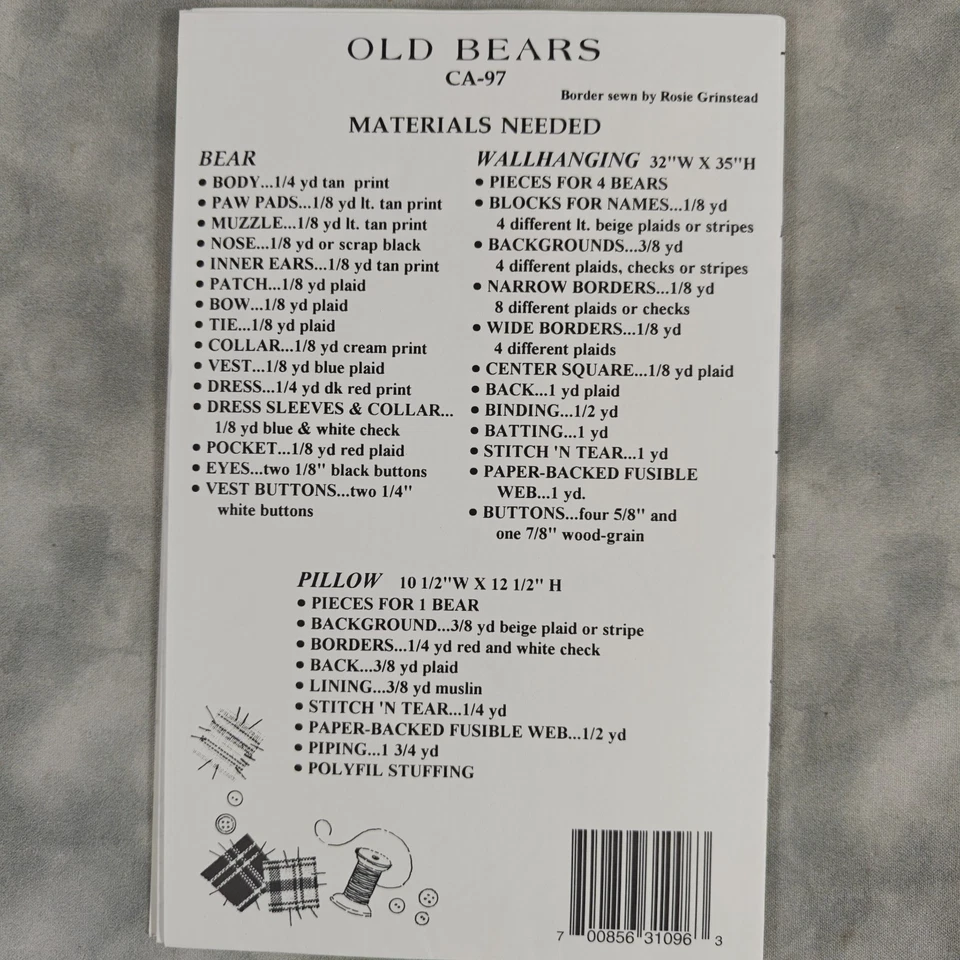 OLD BEARS
CA-97
Border sewn by Rosie Grinstead
MATERIALS NEEDED
BEAR
• BODY...1/4 yd tan print
• PAW PADS...1/8 yd lt. tan print
• MUZZLE...1/8 yd lt. tan print
• NOSE...1/8 yd or scrap black
• INNER EARS...1/8 yd tan print
• PATCH...1/8 yd plaid
• BOW...1/8 yd plaid
• TIE...1/8 yd plaid
• COLLAR...1/8 yd cream print
• VEST...1/8 yd blue plaid
• DRESS...1/4 yd dk red print
• DRESS SLEEVES & COLLAR...
1/8 yd blue & white check
• POCKET...1/8 yd red plaid
• EYES...two 1/8" black buttons
• VEST BUTTONS...two 1/4"
white buttons
WALLHANGING 32"W X 35"H
• PIECES FOR 4 BEARS
• BLOCKS FOR NAMES...1/8 yd
4 different lt. beige plaids or stripes
• BACKGROUNDS...3/8 yd
4 different plaids, checks or stripes
• NARROW BORDERS...1/8 yd
8 different plaids or checks
• WIDE BORDERS...1/8 yd
4 different plaids
• CENTER SQUARE...1/8 yd plaid
• BACK...1 yd plaid
• BINDING...1/2 yd
• BATTING...1 yd
• STITCH 'N TEAR...1 yd
• PAPER-BACKED FUSIBLE
WEB...1 yd.
• BUTTONS...four 5/8" and
one 7/8" wood-grain
PILLOW 10 1/2"W X 12 1/2" H
• PIECES FOR 1 BEAR
• BACKGROUND...3/8 yd beige plaid or stripe
• BORDERS...1/4 yd red and white check
• BACK...3/8 yd plaid
• LINING...3/8 yd muslin
• STITCH 'N TEAR...1/4 yd
• PAPER-BACKED FUSIBLE WEB...1/2 yd
• PIPING...1 3/4 yd
• POLYFIL STUFFING
7 00856 31096 3